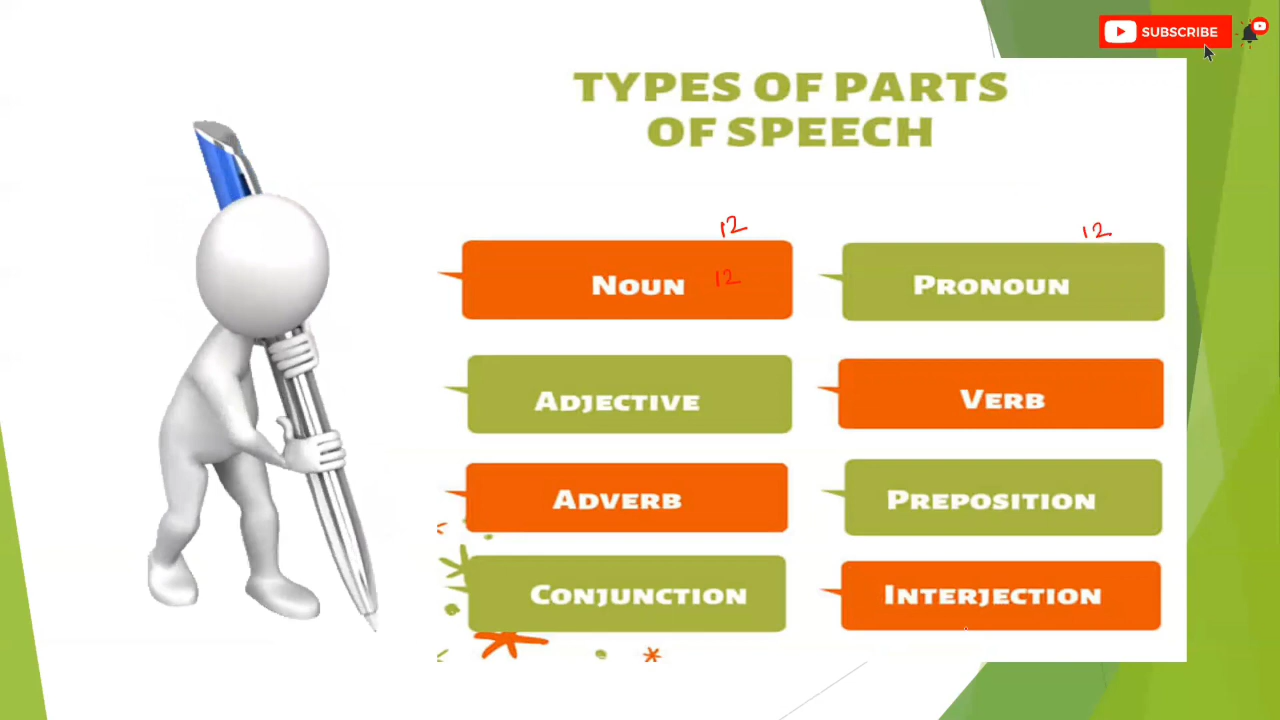 SUBSCRIBE
TYPES OF PARTS
OF SPEECH
12
12
NOUN 12
PRONOUN
ADJECTIVE
VERB
ADVERB
PREPOSITION
CONJUNCTION
INTERJECTION